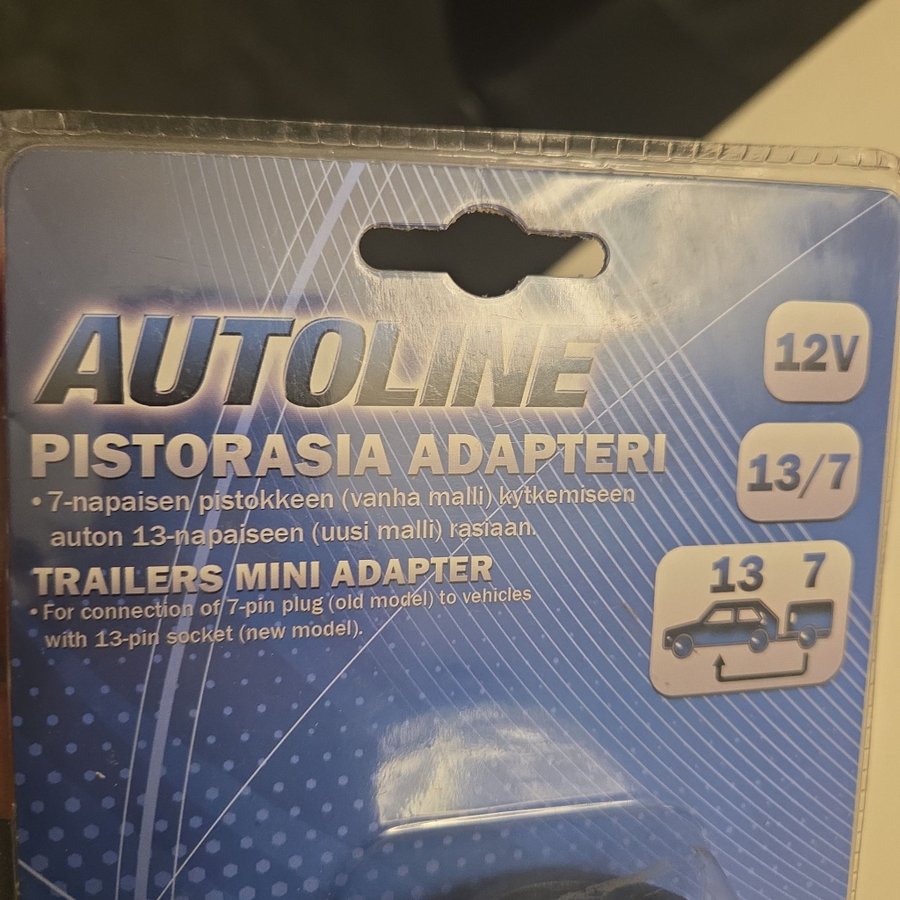 AUTOLINE
12V
PISTORASIA ADAPTERI
13/7
• 7-napaisen pistokkeen (vanha malli) kytkemiseen
auton 13-napaiseen (uusi malli) rasiaan.
TRAILERS MINI ADAPTER
13 7
• For connection of 7-pin plug (old model) to vehicles
with 13-pin socket (new model).